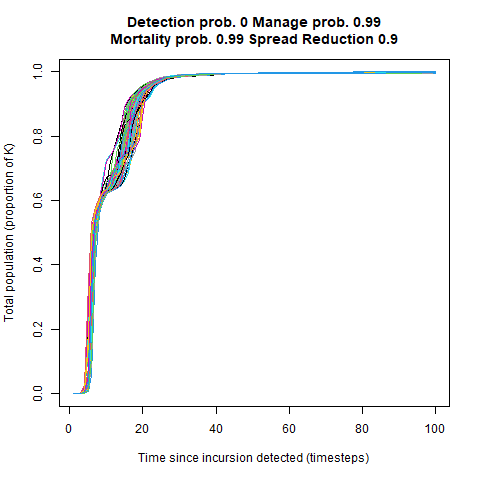 Detection prob. 0 Manage prob. 0.99
Mortality prob. 0.99 Spread Reduction 0.9
Total population (proportion of K)
1.0
0.8
0.6
0.4
0.2
0.0
0 20 40 60 80 100
Time since incursion detected (timesteps)